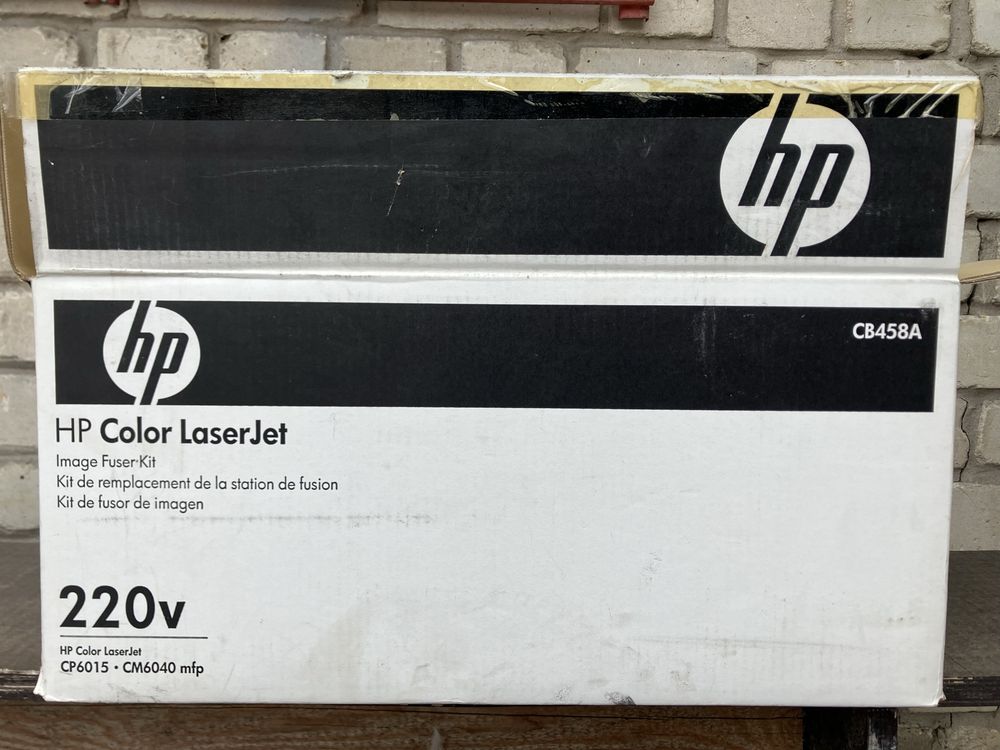 hp
hp
CB458A
HP Color LaserJet
Image Fuser Kit
Kit de remplacement de la station de fusion
Kit de fusor de imagen
220v
HP Color LaserJet
CP6015 • CM6040 mfp